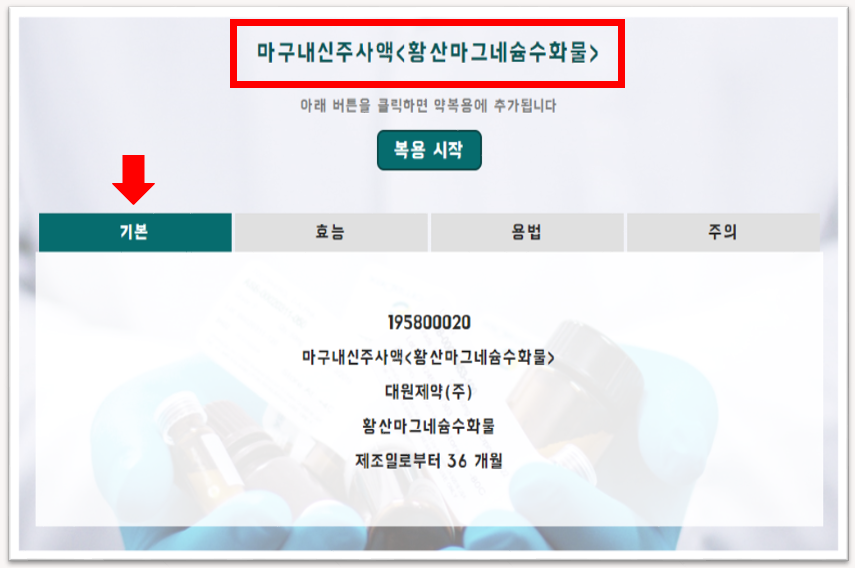 마구내신주사액<황산마그네슘수화물>
아래 버튼을 클릭하면 약복용에 추가됩니다
복용 시작
기본 효능 용법 주의
195800020
마구내신주사액<황산마그네슘수화물>
대원제약(주)
황산마그네슘수화물
제조일로부터 36 개월